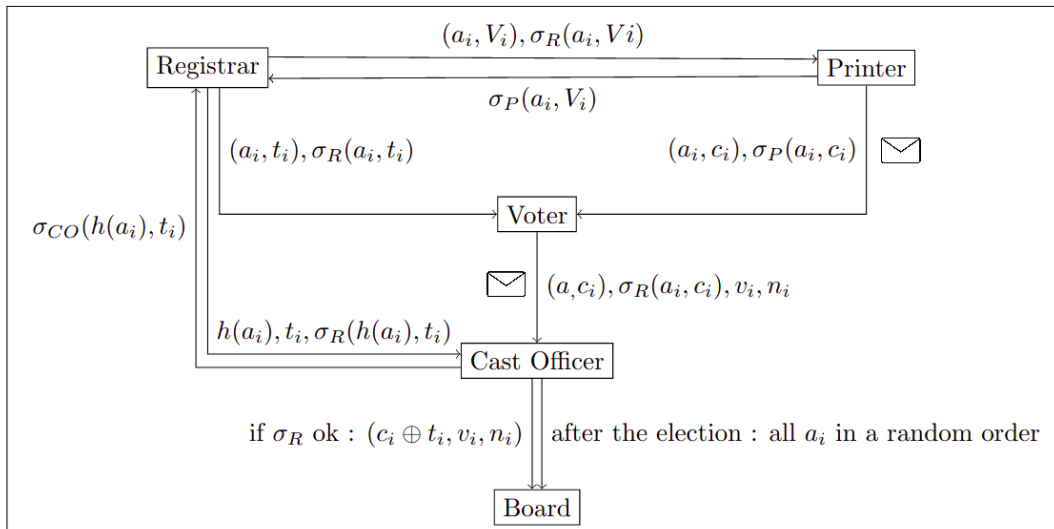 (a_i, V_i), σ_R(a_i, Vi)
Registrar
Printer
σ_P(a_i, V_i)
(a_i, t_i), σ_R(a_i, t_i)
(a_i, c_i), σ_P(a_i, c_i)
Voter
σ_{CO}(h(a_i), t_i)
(a,c_i), σ_R(a_i, c_i), v_i, n_i
h(a_i), t_i, σ_R(h(a_i), t_i)
Cast Officer
if σ_R ok : (c_i ⊕ t_i, v_i, n_i)
after the election : all a_i in a random order
Board